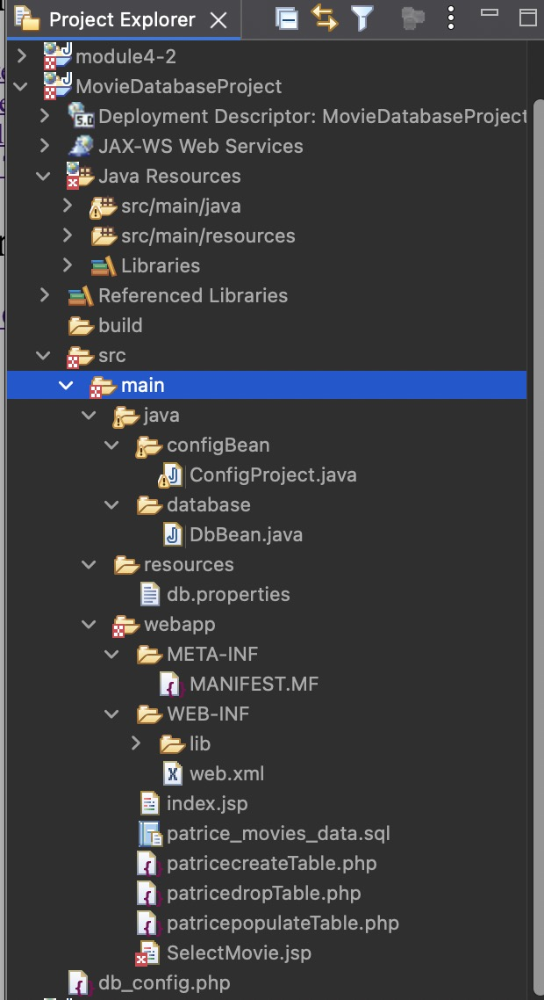 Project Explorer
module4-2
MovieDatabaseProject
5.0 Deployment Descriptor: MovieDatabaseProject
JAX-WS Web Services
Java Resources
src/main/java
src/main/resources
Libraries
Referenced Libraries
build
src
main
java
configBean
ConfigProject.java
database
DbBean.java
resources
db.properties
webapp
META-INF
MANIFEST.MF
WEB-INF
lib
web.xml
index.jsp
patrice_movies_data.sql
patricecreateTable.php
patricedropTable.php
patricepopulateTable.php
SelectMovie.jsp
db_config.php